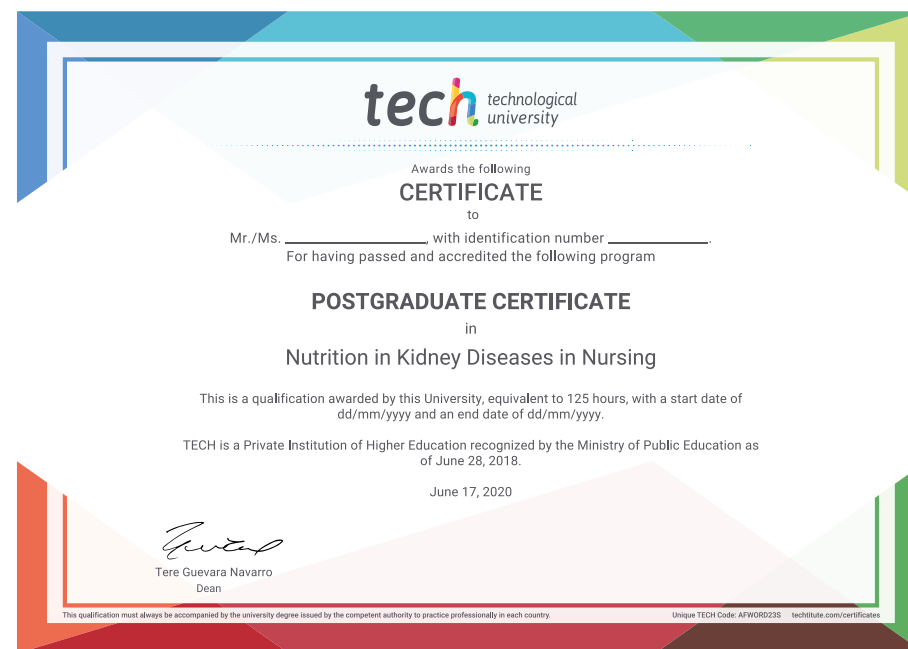 tech technological
university
Awards the following
CERTIFICATE
to
Mr./Ms. ____________________, with identification number ______________.
For having passed and accredited the following program
POSTGRADUATE CERTIFICATE
in
Nutrition in Kidney Diseases in Nursing
This is a qualification awarded by this University, equivalent to 125 hours, with a start date of
dd/mm/yyyy and an end date of dd/mm/yyyy.
TECH is a Private Institution of Higher Education recognized by the Ministry of Public Education as
of June 28, 2018.
June 17, 2020
Tere Guevara Navarro
Dean
This qualification must always be accompanied by the university degree issued by the competent authority to practice professionally in each country. Unique TECH Code: AFWORD23S techtitute.com/certificates